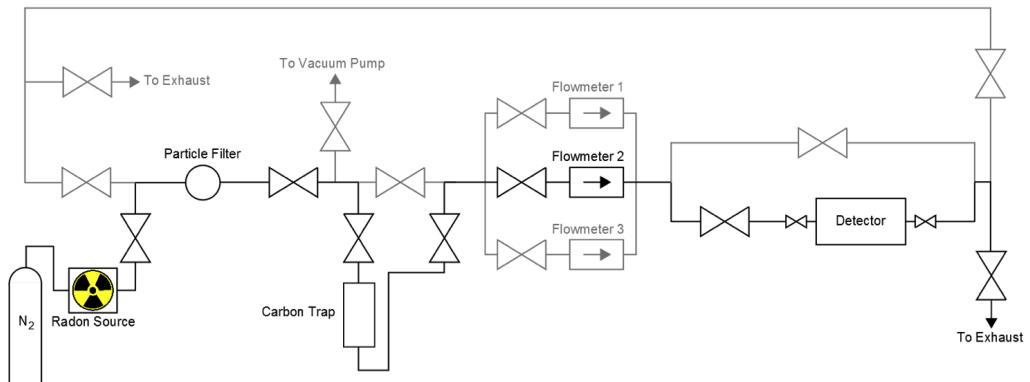 To Vacuum Pump
To Exhaust
Flowmeter 1
Particle Filter
Flowmeter 2
Detector
Flowmeter 3
N2
Radon Source
Carbon Trap
To Exhaust